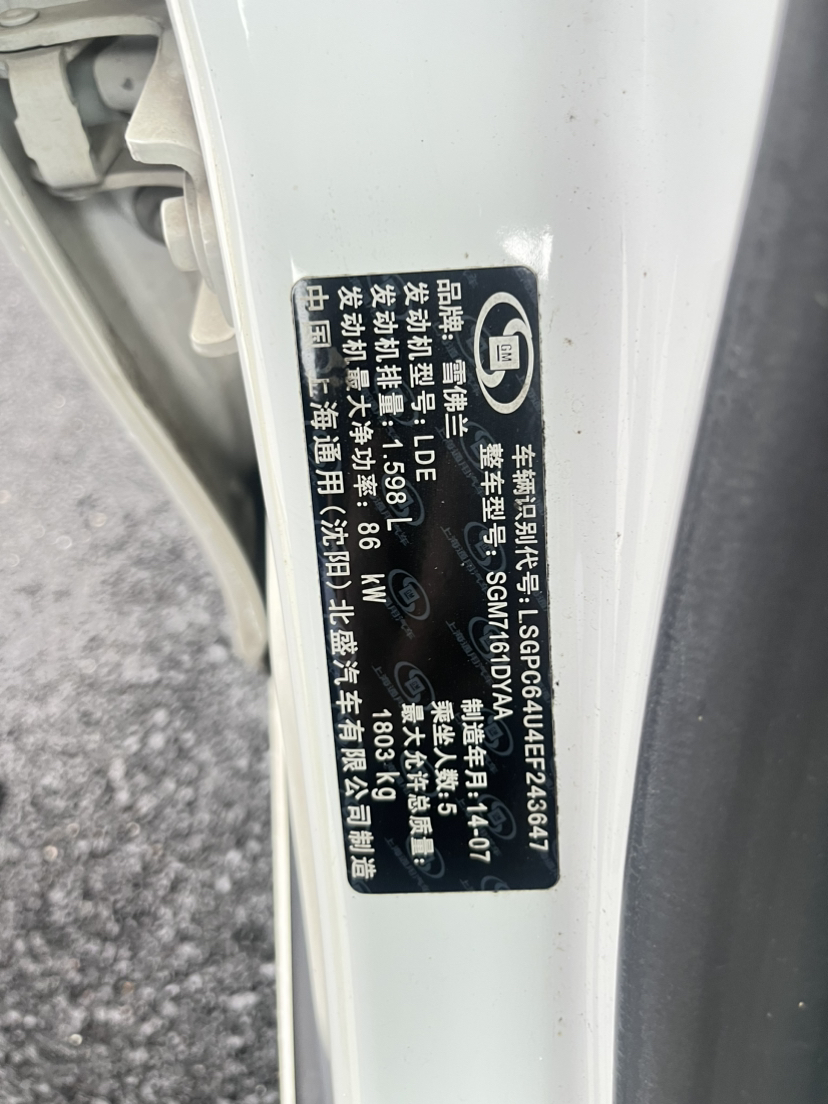 GM
车辆识别代号:LSGPC64U4EF243647
整车型号: SGM7161DYAA
品牌: 雪佛兰
制造年月:14-07
发动机型号:LDE
乘坐人数:5
发动机排量:1.598 L
最大允许总质量:
发动机最大净功率: 86 kW
1803 kg
中国 上海通用(沈阳)北盛汽车有限公司制造